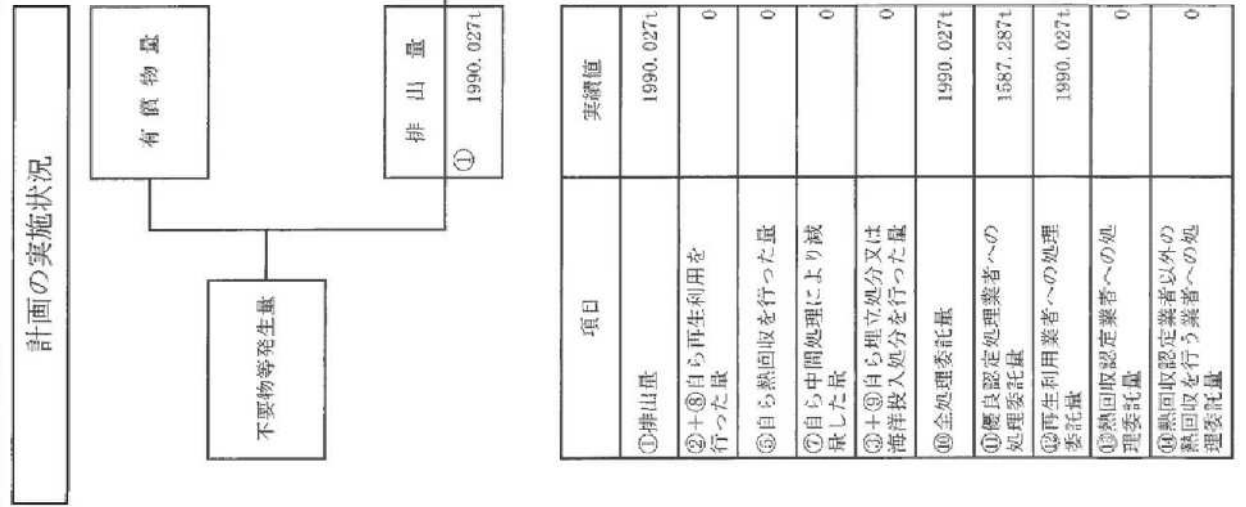 計画の実施状況
有償物量
不要物等発生量
排出量
① 1990.027t
項目 実績値
①排出量 1990.027t
②+⑧自ら再生利用を
行った量 0
⑤自ら熱回収を行った量 0
⑦自ら中間処理により減
量した量 0
③+⑨自ら埋立処分又は
海洋投入処分を行った量 0
⑩全処理委託量 1990.027t
⑪優良認定処理業者への
処理委託量 1587.287t
⑫再生利用業者への処理
委託量 1990.027t
⑬熱回収認定業者への処
理委託量 0
⑭熱回収認定業者以外の
熱回収を行う業者への処
理委託量 0